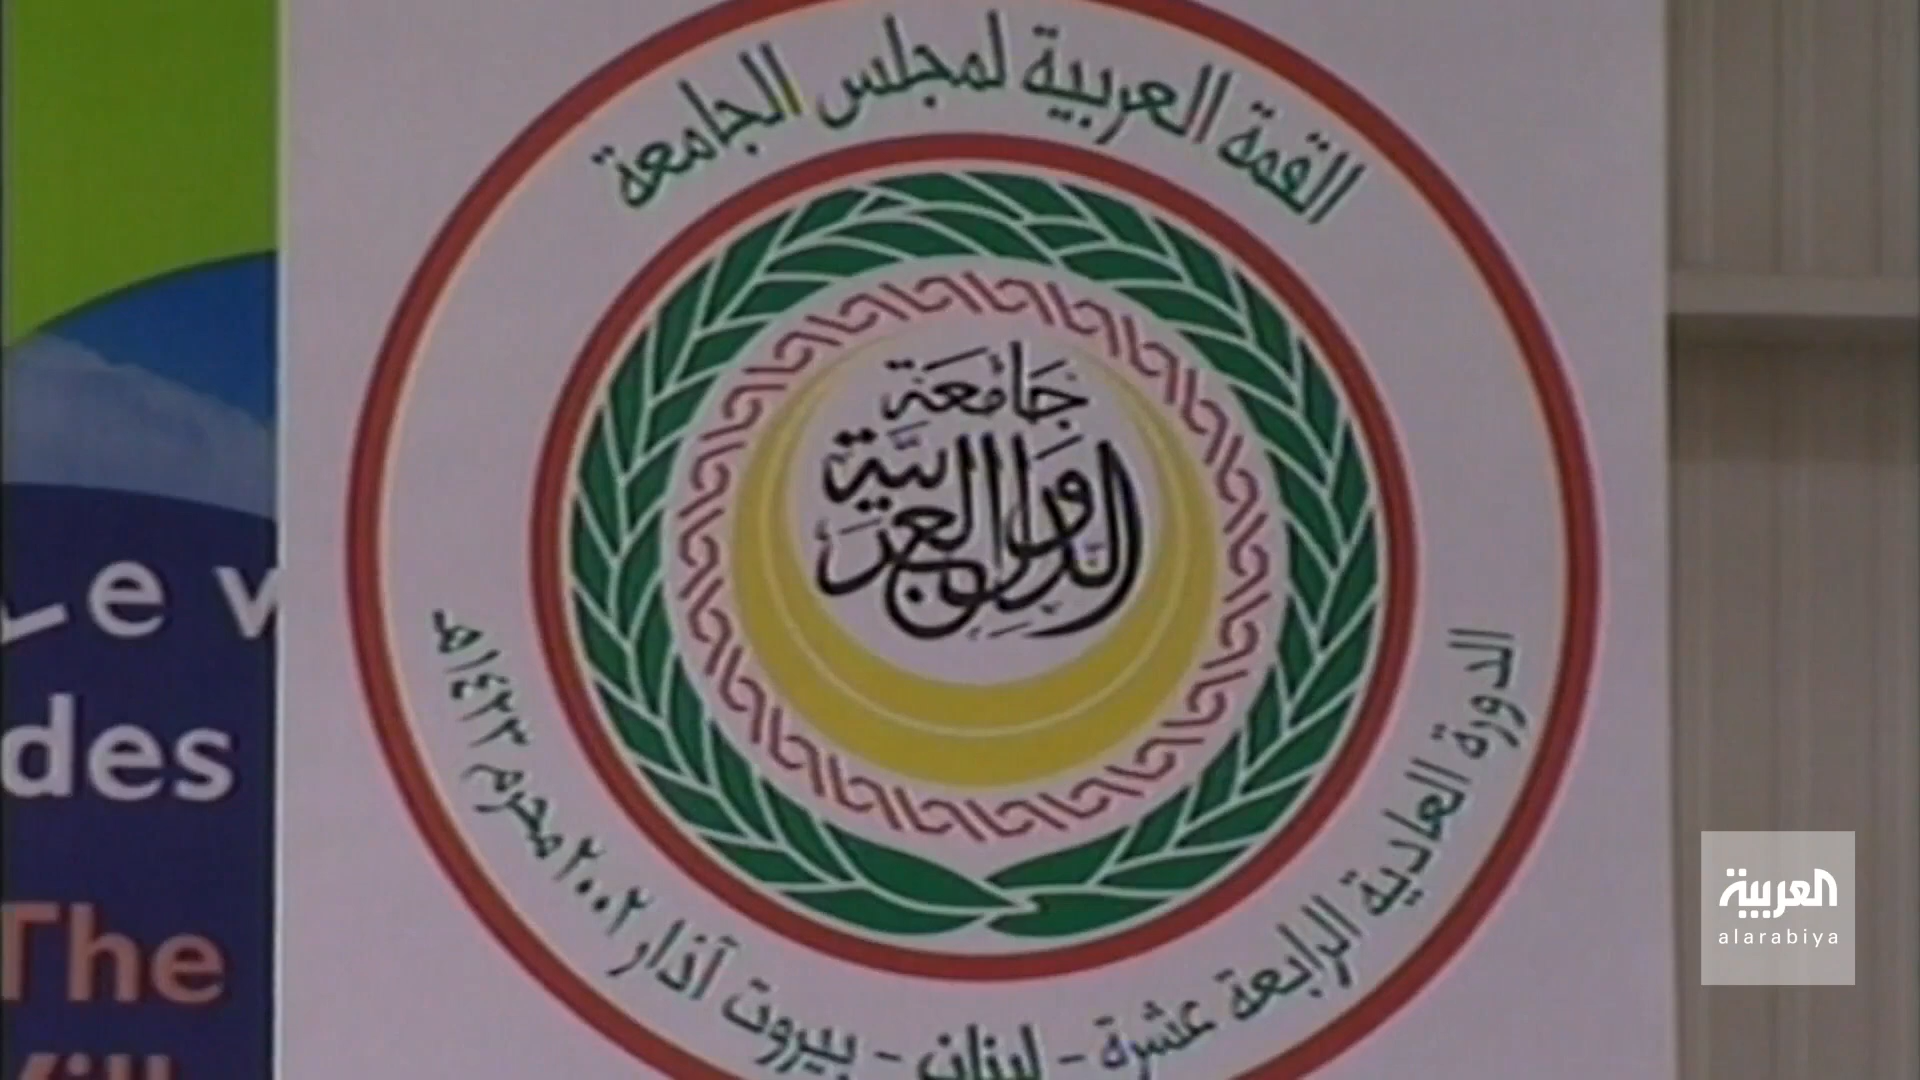 القمة العربية لمجلس الجامعة
جامعة
الدول العربية
الدورة العادية الرابعة عشرة - لبنان - بيروت آذار ٢٠٠٢ محرم ١٤٢٣هـ
e v
des
The
العربية
alarabiya